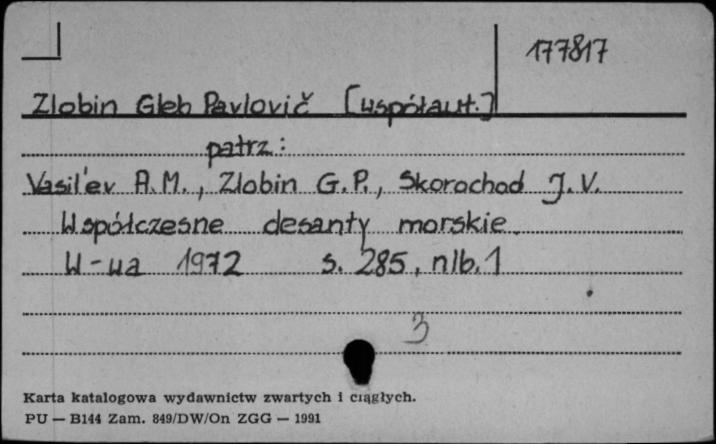 177817
Zlobin Gleb Pavlovič [współaut.]
patrz:
Vasil'ev A.M., Zlobin G.P., Skorochod J.V.
Współczesne desanty morskie.
W-wa 1972 s. 285, nlb. 1
3
Karta katalogowa wydawnictw zwartych i ciągłych.
PU — B144 Zam. 849/DW/On ZGG — 1991